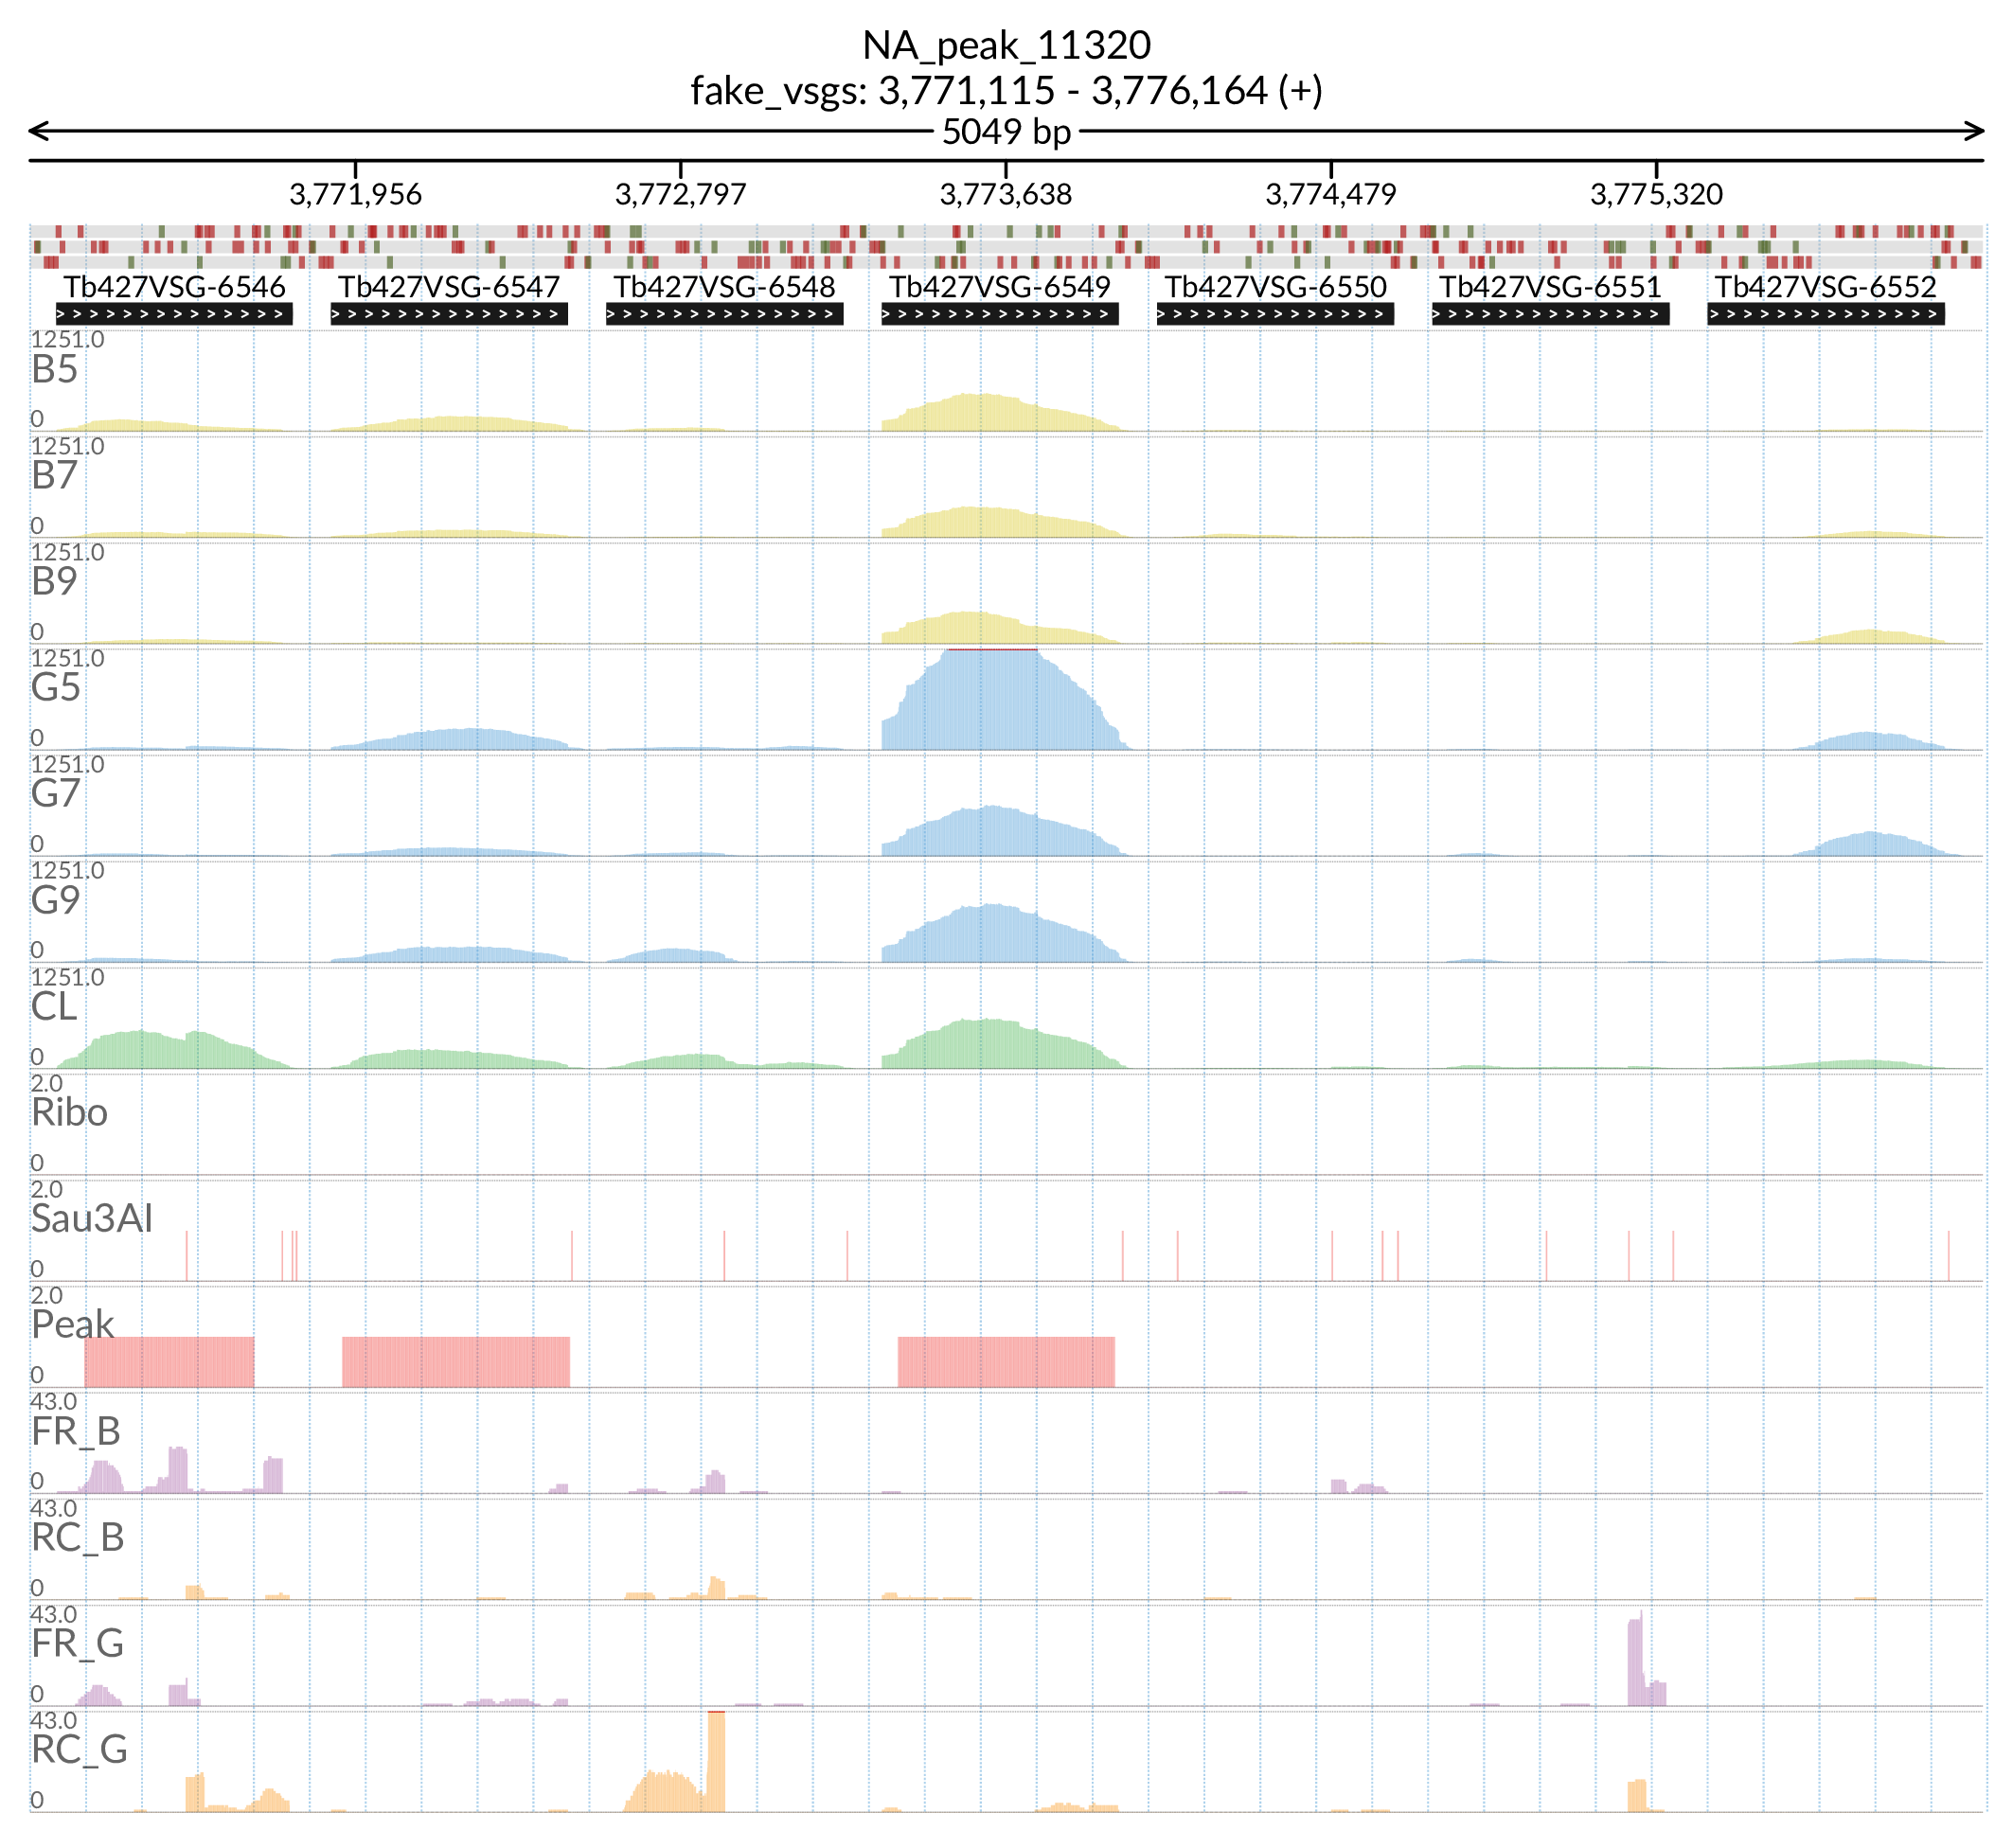 NA_peak_11320
fake_vsgs: 3,771,115 - 3,776,164 (+)
5049 bp
3,771,956 3,772,797 3,773,638 3,774,479 3,775,320
Tb427VSG-6546 Tb427VSG-6547 Tb427VSG-6548 Tb427VSG-6549 Tb427VSG-6550 Tb427VSG-6551 Tb427VSG-6552
1251.0
B5
0
1251.0
B7
0
1251.0
B9
0
1251.0
G5
0
1251.0
G7
0
1251.0
G9
0
1251.0
CL
0
2.0
Ribo
0
2.0
Sau3AI
0
2.0
Peak
0
43.0
FR_B
0
43.0
RC_B
0
43.0
FR_G
0
43.0
RC_G
0